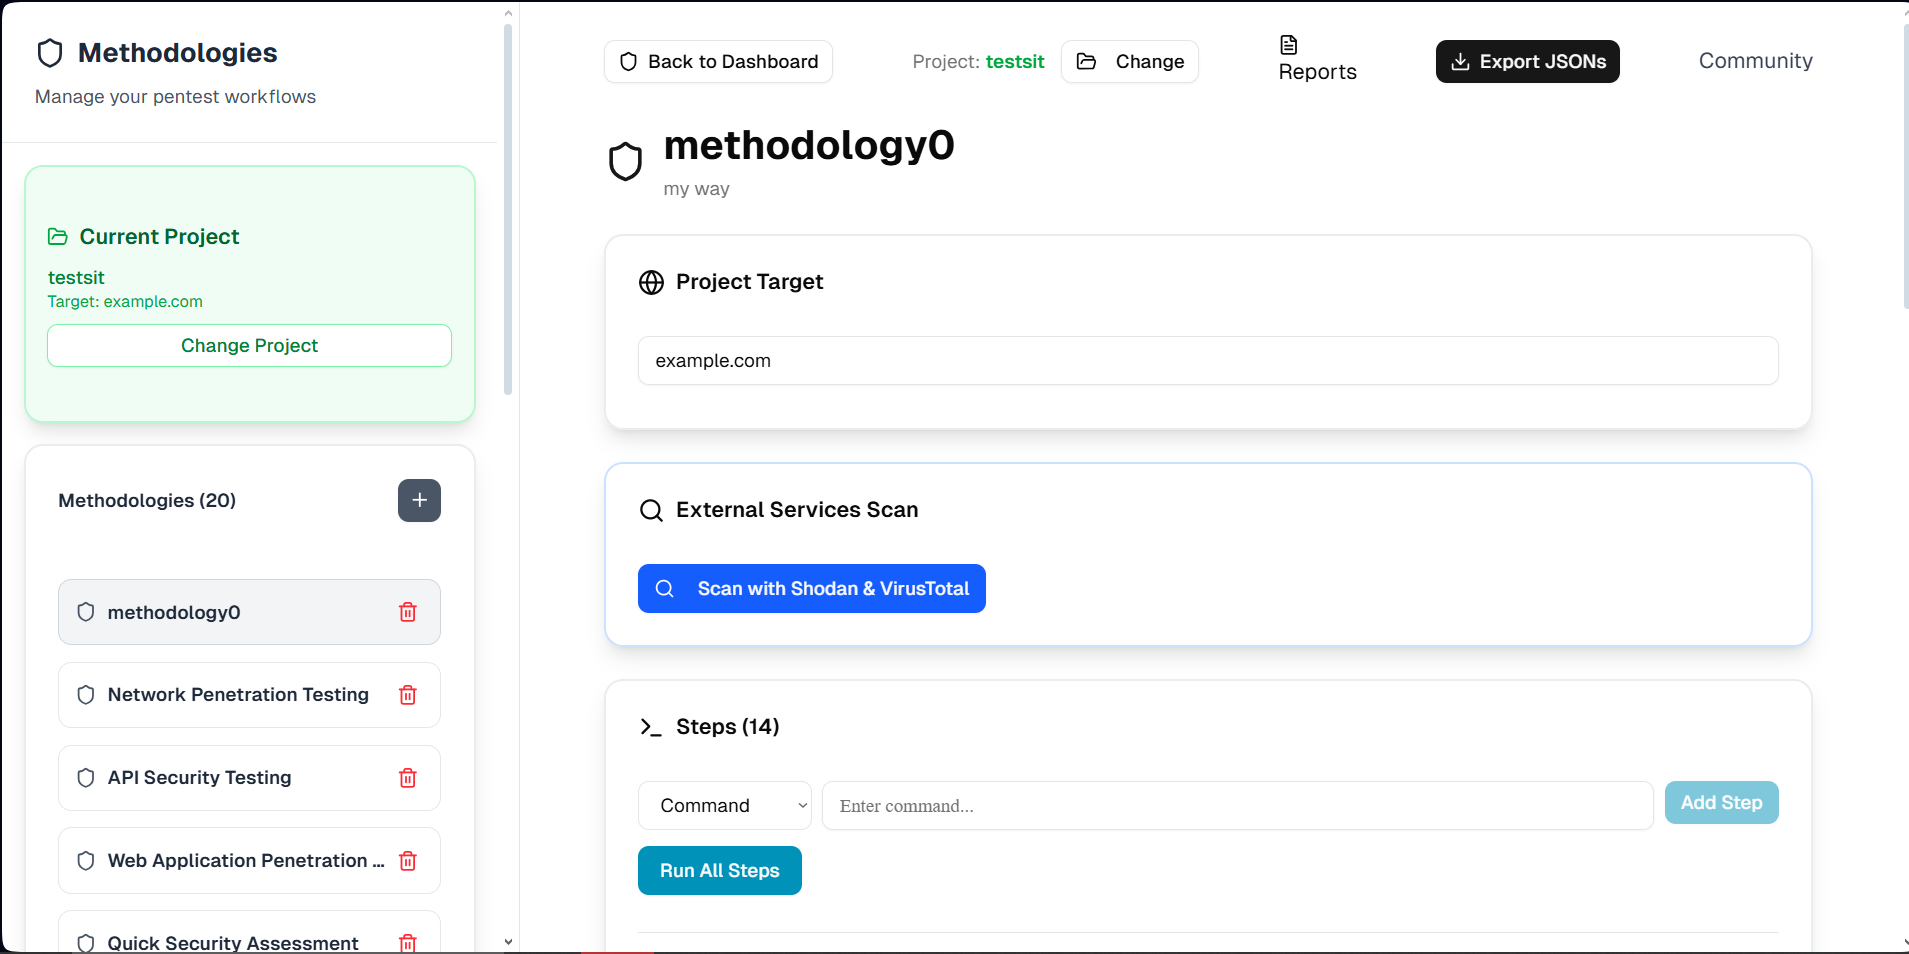 Methodologies
Manage your pentest workflows
Current Project
testsit
Target: example.com
Change Project
Methodologies (20)
methodology0
Network Penetration Testing
API Security Testing
Web Application Penetration ...
Quick Security Assessment
Back to Dashboard
Project: testsit
Change
Reports
Export JSONs
Community
methodology0
my way
Project Target
example.com
External Services Scan
Scan with Shodan & VirusTotal
Steps (14)
Command
Enter command...
Add Step
Run All Steps